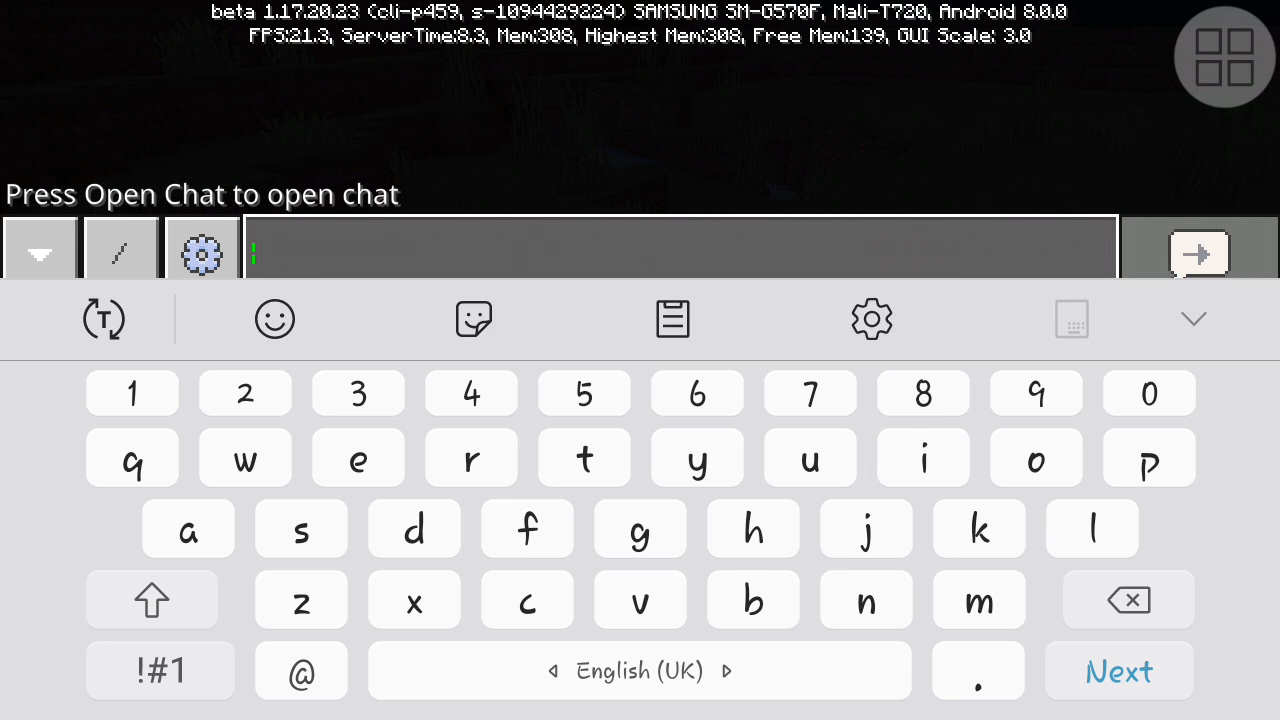 beta 1.17.20.23 (cli-p459, s-1094429224) SAMSUNG SM-G570F, Mali-T720, Android 8.0.0
FPS:21.3, ServerTime:8.3, Mem:308, Highest Mem:308, Free Mem:139, GUI Scale: 3.0
Press Open Chat to open chat
/
T
1 2 3 4 5 6 7 8 9 0
q w e r t y u i o p
a s d f g h j k l
z x c v b n m
!#1 @ English (UK) . Next